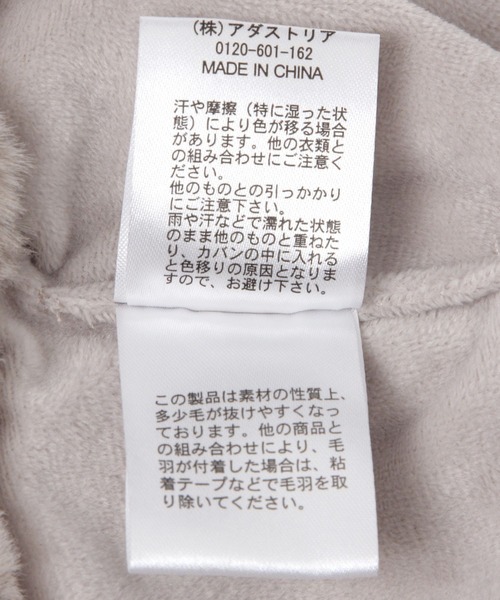 (株)アダストリア
0120-601-162
MADE IN CHINA
汗や摩擦（特に湿った状
態）により色が移る場合
があります。他の衣類と
の組み合わせにご注意く
ださい。
他のものとの引っかかり
にご注意下さい。
雨や汗などで濡れた状態
のまま他のものと重ねた
り、カバンの中に入れる
と色移りの原因となりま
すので、お避け下さい。
この製品は素材の性質上、
多少毛が抜けやすくなっ
ております。他の商品と
の組み合わせにより、毛
羽が付着した場合は、粘
着テープなどで毛羽を取
り除いてください。